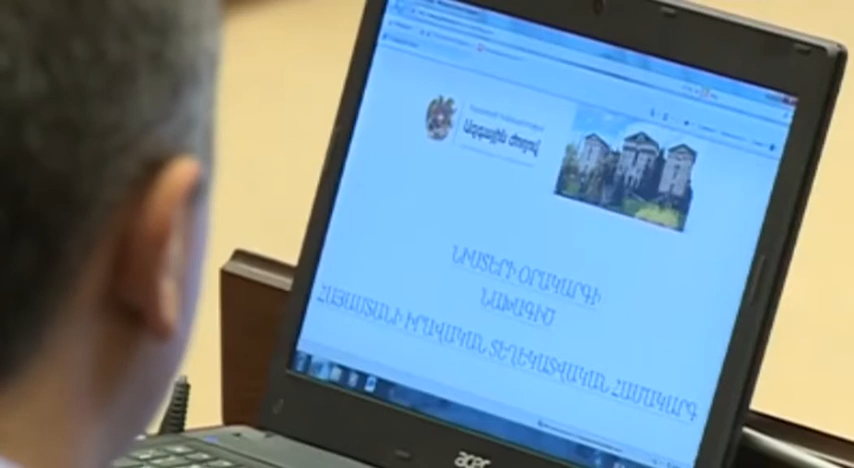 Ազգային ժողով
ՆԻՍՏԵՐԻ ՕՐԱԿԱՐԳԻ
ՆԱԽԱԳԻԾ
ՀԱՅԱՍՏԱՆԻ ԻՐԱՎԱԿԱՆ ՏԵՂԵԿԱՏՎԱԿԱՆ ՀԱՄԱԿԱՐԳ
acer